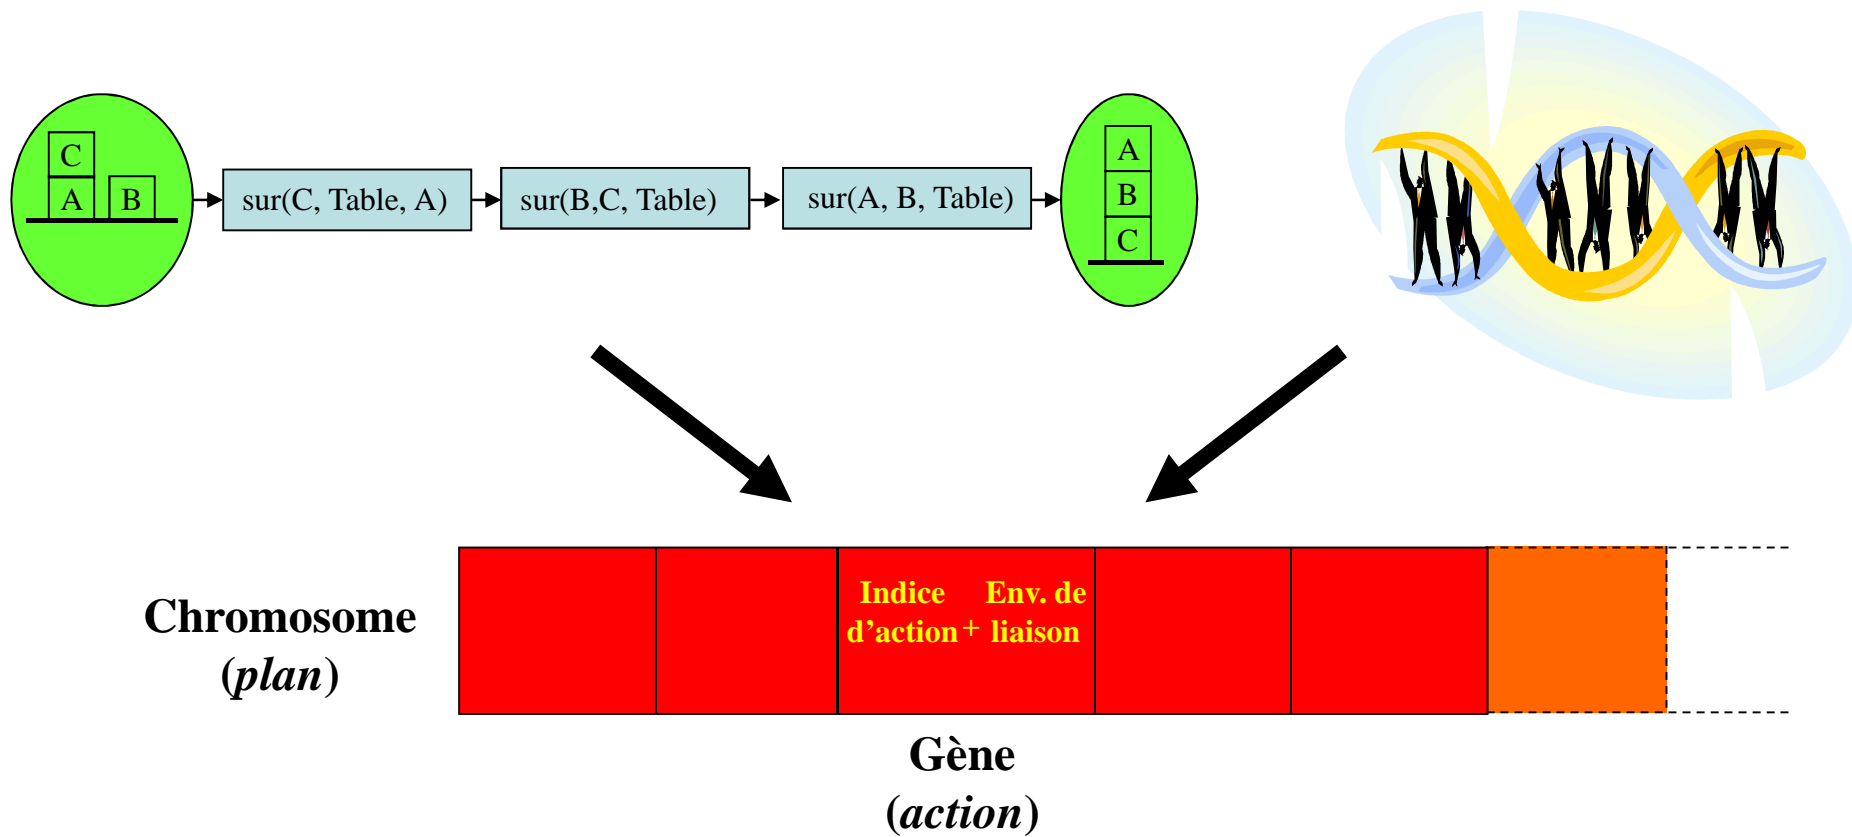 C
A B
sur(C, Table, A)
sur(B,C, Table)
sur(A, B, Table)
A
B
C
Chromosome
(plan)
Indice Env. de
d’action + liaison
Gène
(action)